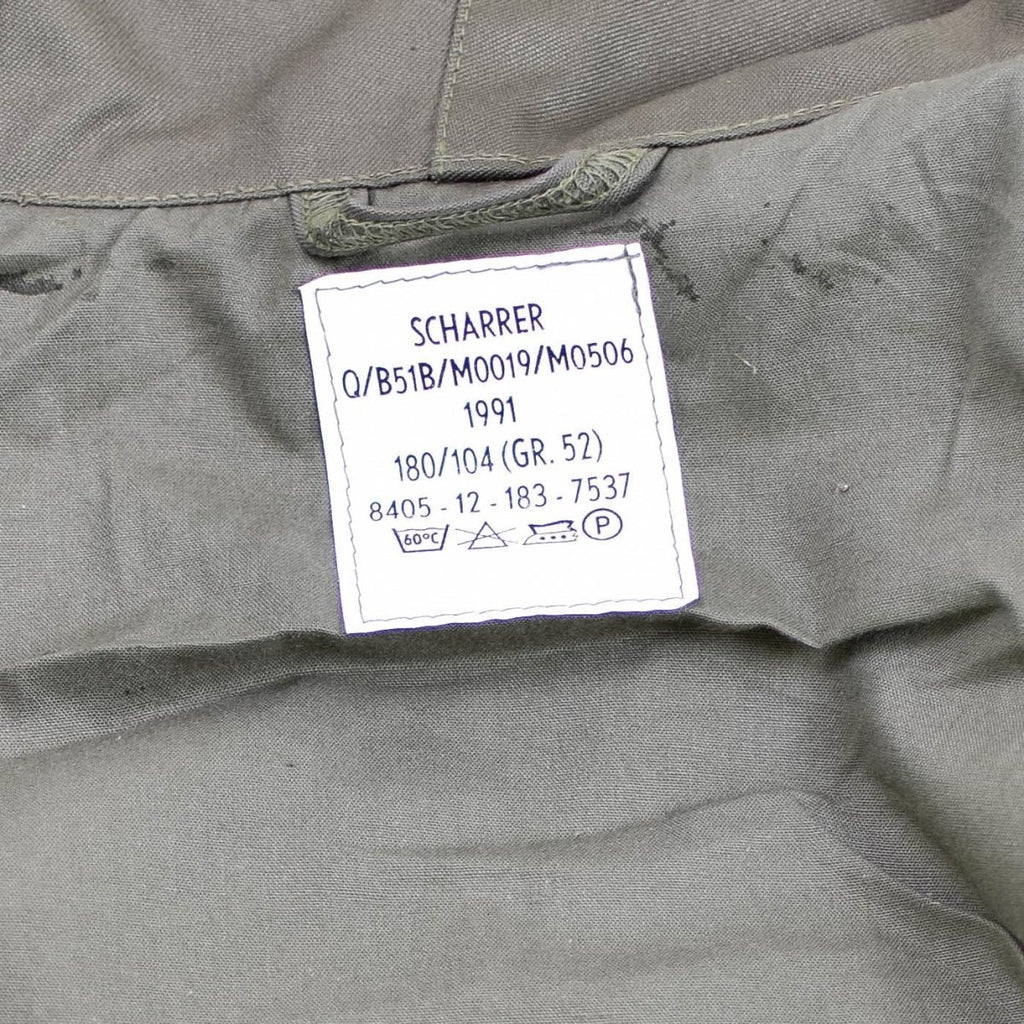 SCHARRER
Q/B51B/M0019/M0506
1991
180/104 (GR. 52)
8405 - 12 - 183 - 7537
60°C P